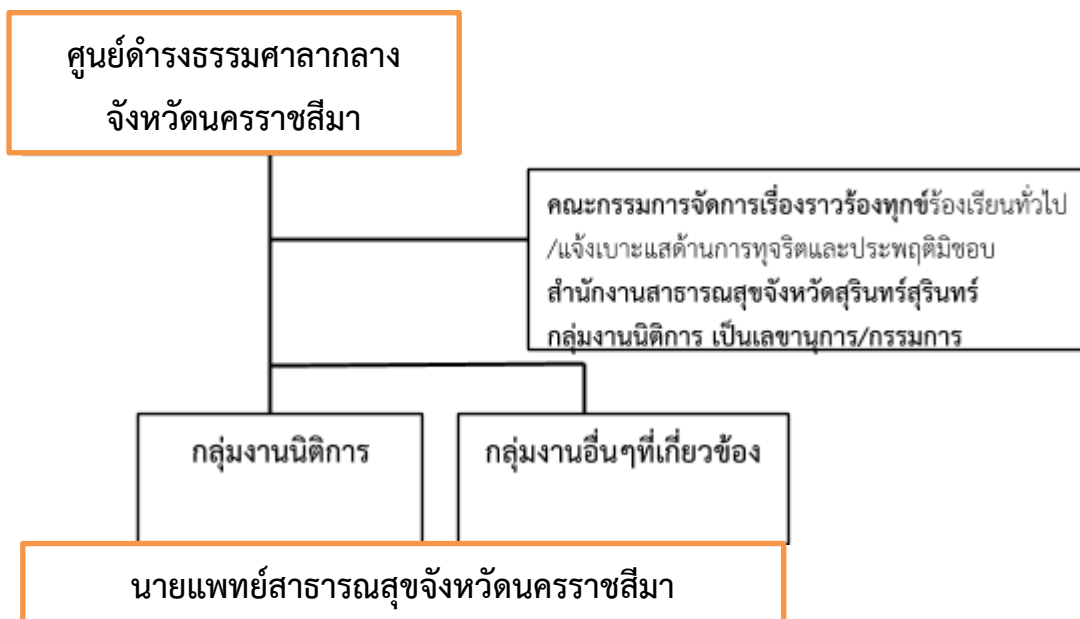 ศูนย์ดำรงธรรมศาลากลาง
จังหวัดนครราชสีมา
คณะกรรมการจัดการเรื่องราวร้องทุกข์ร้องเรียนทั่วไป
/แจ้งเบาะแสด้านการทุจริตและประพฤติมิชอบ
สำนักงานสาธารณสุขจังหวัดสุรินทร์สุรินทร์
กลุ่มงานนิติการ เป็นเลขานุการ/กรรมการ
กลุ่มงานนิติการ
กลุ่มงานอื่นๆที่เกี่ยวข้อง
นายแพทย์สาธารณสุขจังหวัดนครราชสีมา